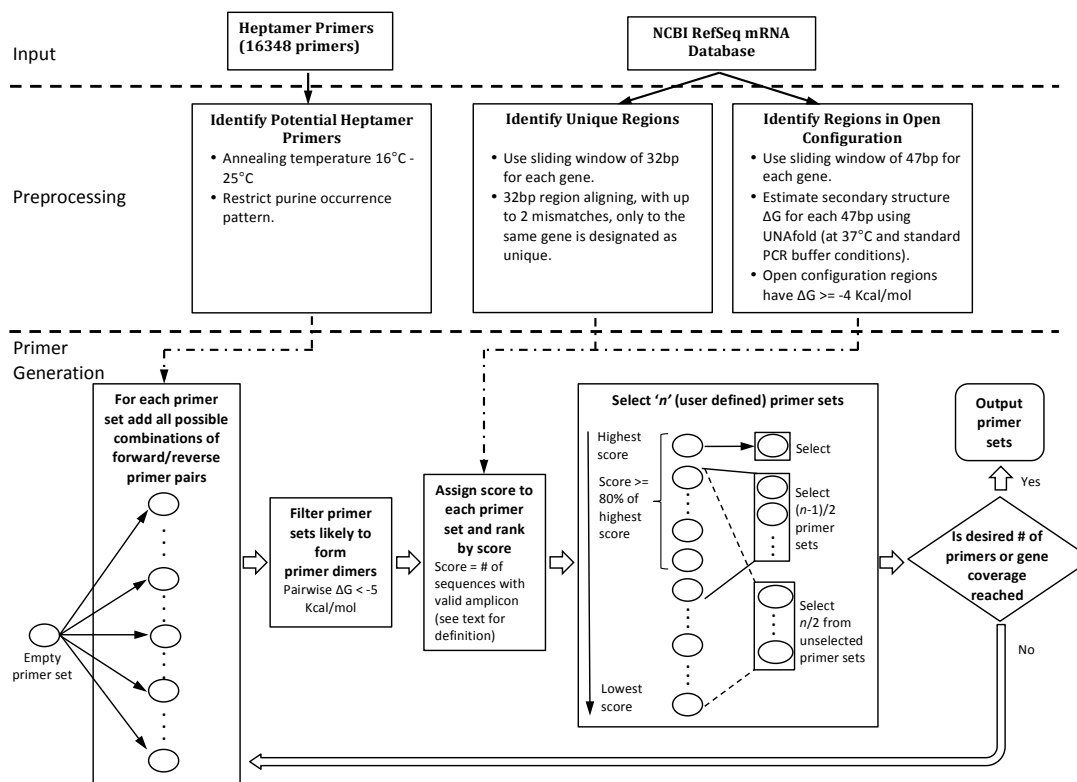 Input
Heptamer Primers
(16348 primers)
NCBI RefSeq mRNA
Database
Preprocessing
Identify Potential Heptamer
Primers
• Annealing temperature 16°C -
25°C
• Restrict purine occurrence
pattern.
Identify Unique Regions
• Use sliding window of 32bp
for each gene.
• 32bp region aligning, with up
to 2 mismatches, only to the
same gene is designated as
unique.
Identify Regions in Open
Configuration
• Use sliding window of 47bp for
each gene.
• Estimate secondary structure
ΔG for each 47bp using
UNAfold (at 37°C and standard
PCR buffer conditions).
• Open configuration regions
have ΔG >= -4 Kcal/mol
Primer
Generation
For each primer
set add all possible
combinations of
forward/reverse
primer pairs
Empty
primer set
Filter primer
sets likely to
form
primer dimers
Pairwise ΔG < -5
Kcal/mol
Assign score to
each primer
set and rank
by score
Score = # of
sequences with
valid amplicon
(see text for
definition)
Select ‘n’ (user defined) primer sets
Highest
score
Score >=
80% of
highest
score
Lowest
score
Select
Select
(n-1)/2
primer
sets
Select
n/2 from
unselected
primer sets
Output
primer
sets
Yes
Is desired # of
primers or gene
coverage
reached
No